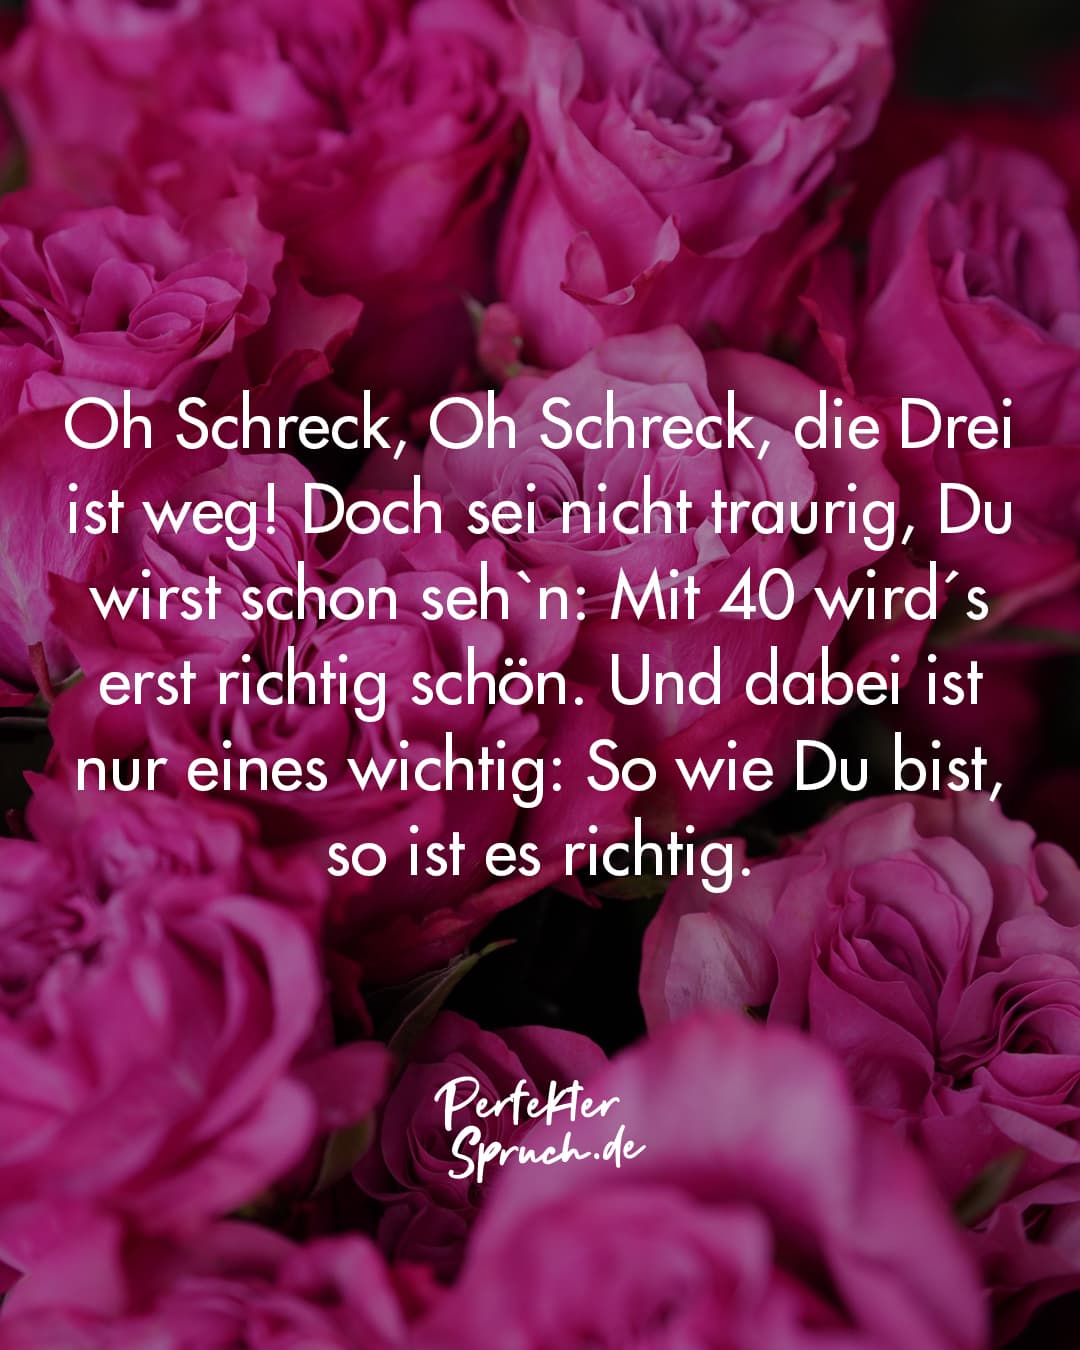 Oh Schreck, Oh Schreck, die Drei
ist weg! Doch sei nicht traurig, Du
wirst schon seh`n: Mit 40 wird´s
erst richtig schön. Und dabei ist
nur eines wichtig: So wie Du bist,
so ist es richtig.
Perfekter
Spruch.de